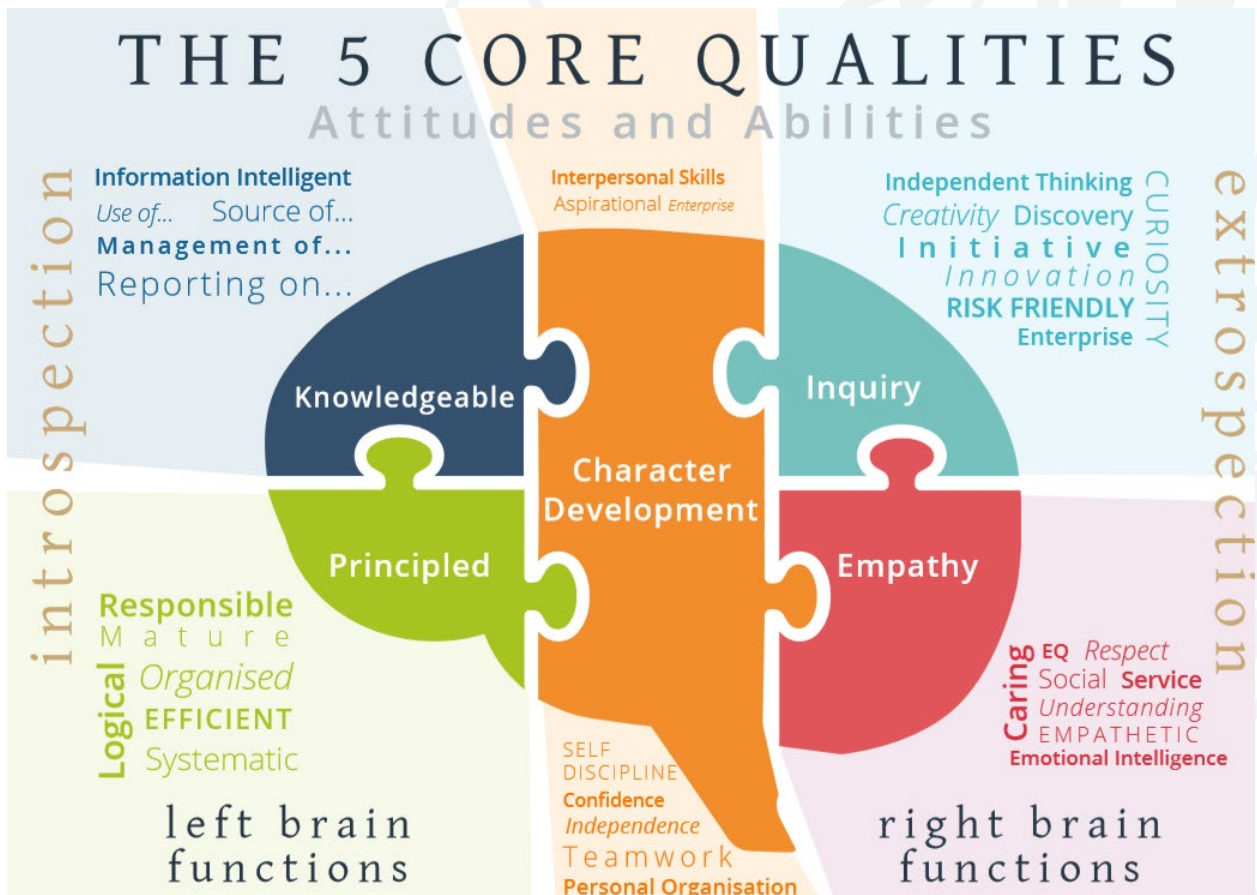 THE 5 CORE QUALITIES
Attitudes and Abilities
introspection
Information Intelligent
Use of... Source of...
Management of...
Reporting on...
Interpersonal Skills
Aspirational Enterprise
Independent Thinking
Creativity Discovery
Initiative
Innovation
RISK FRIENDLY
Enterprise
CURIOSITY
extrospection
Knowledgeable
Inquiry
Character
Development
Principled
Empathy
Responsible
Mature
Logical
Organised
EFFICIENT
Systematic
left brain
functions
SELF
DISCIPLINE
Confidence
Independence
Teamwork
Personal Organisation
Caring
EQ Respect
Social Service
Understanding
EMPATHETIC
Emotional Intelligence
right brain
functions